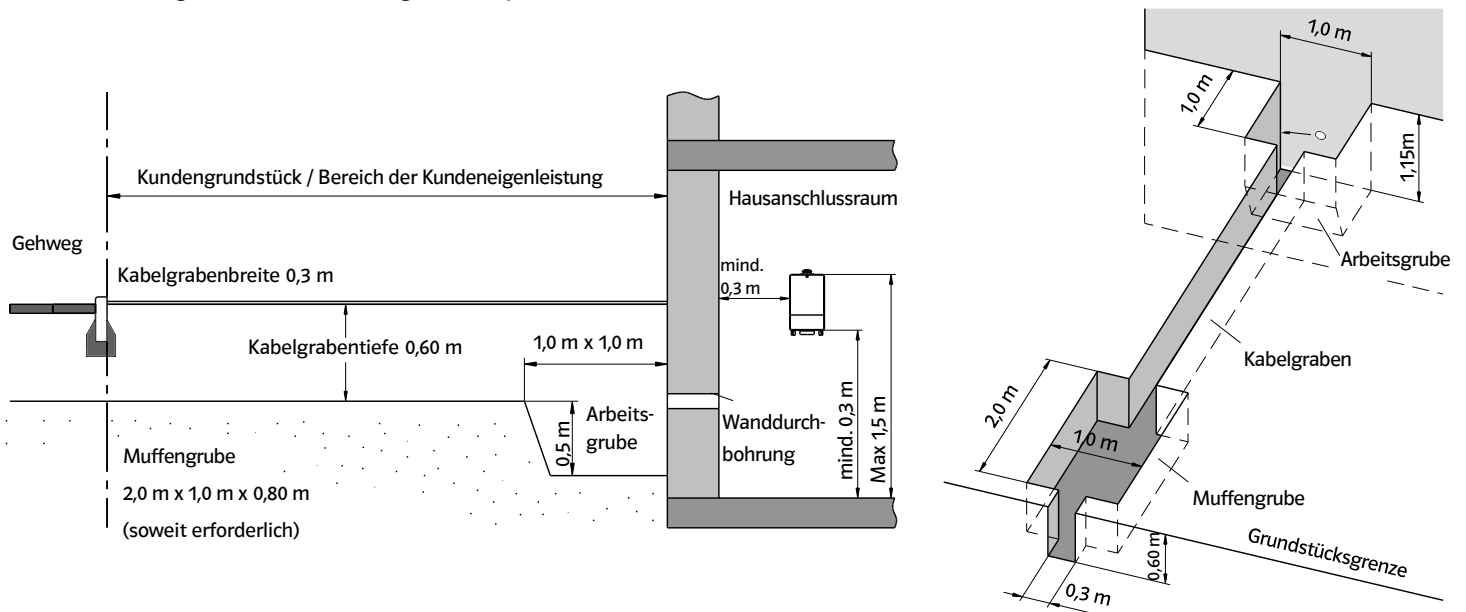 Kundengrundstück / Bereich der Kundeneigenleistung
Gehweg
Kabelgrabenbreite 0,3 m
Kabelgrabentiefe 0,60 m
1,0 m x 1,0 m
0,5 m
Arbeits-
grube
Muffengrube
2,0 m x 1,0 m x 0,80 m
(soweit erforderlich)
Hausanschlussraum
mind.
0,3 m
Wanddurch-
bohrung
mind. 0,3 m
Max 1,5 m
1,0 m
1,0 m
1,15m
Arbeitsgrube
Kabelgraben
2,0 m
1,0 m
Muffengrube
Grundstücksgrenze
0,60 m
0,3 m